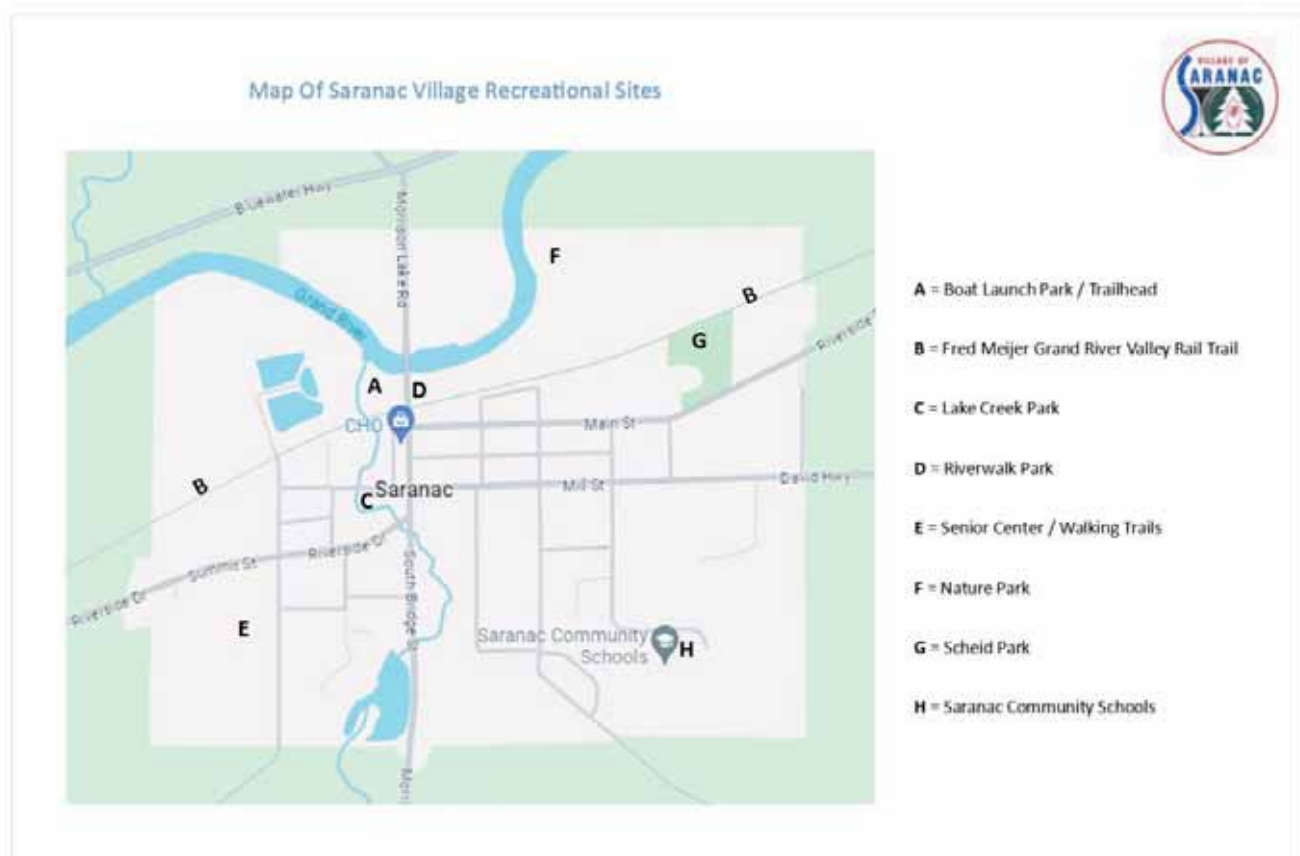 Map Of Saranac Village Recreational Sites
VILLAGE OF
SARANAC
Bluewater Hwy
Morrison Lake Rd
F
Grand River
B
G
Riverside
A
D
CHO
Main St
B
C
Saranac
Mill St
David Hwy
Riverside Dr
Summit St
Riverside Dr
South Bridge St
E
Saranac Community
Schools
H
Morri
A = Boat Launch Park / Trailhead
B = Fred Meijer Grand River Valley Rail Trail
C = Lake Creek Park
D = Riverwalk Park
E = Senior Center / Walking Trails
F = Nature Park
G = Scheid Park
H = Saranac Community Schools